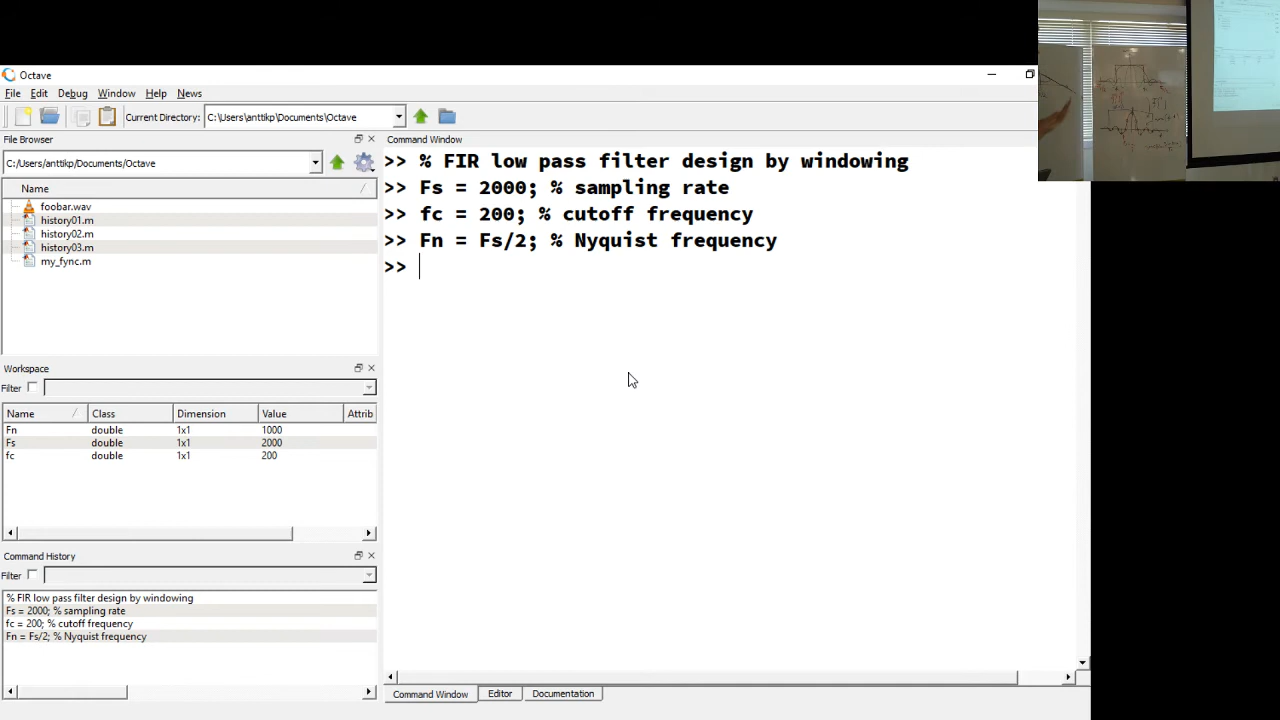 Octave
File Edit Debug Window Help News
Current Directory: C:\Users\anttikp\Documents\Octave
File Browser
C:/Users/anttikp/Documents/Octave
Name
foobar.wav
history01.m
history02.m
history03.m
my_fync.m
Workspace
Filter
Name Class Dimension Value Attrib
Fn double 1x1 1000
Fs double 1x1 2000
fc double 1x1 200
Command History
Filter
% FIR low pass filter design by windowing
Fs = 2000; % sampling rate
fc = 200; % cutoff frequency
Fn = Fs/2; % Nyquist frequency
Command Window
>> % FIR low pass filter design by windowing
>> Fs = 2000; % sampling rate
>> fc = 200; % cutoff frequency
>> Fn = Fs/2; % Nyquist frequency
>>
Command Window Editor Documentation